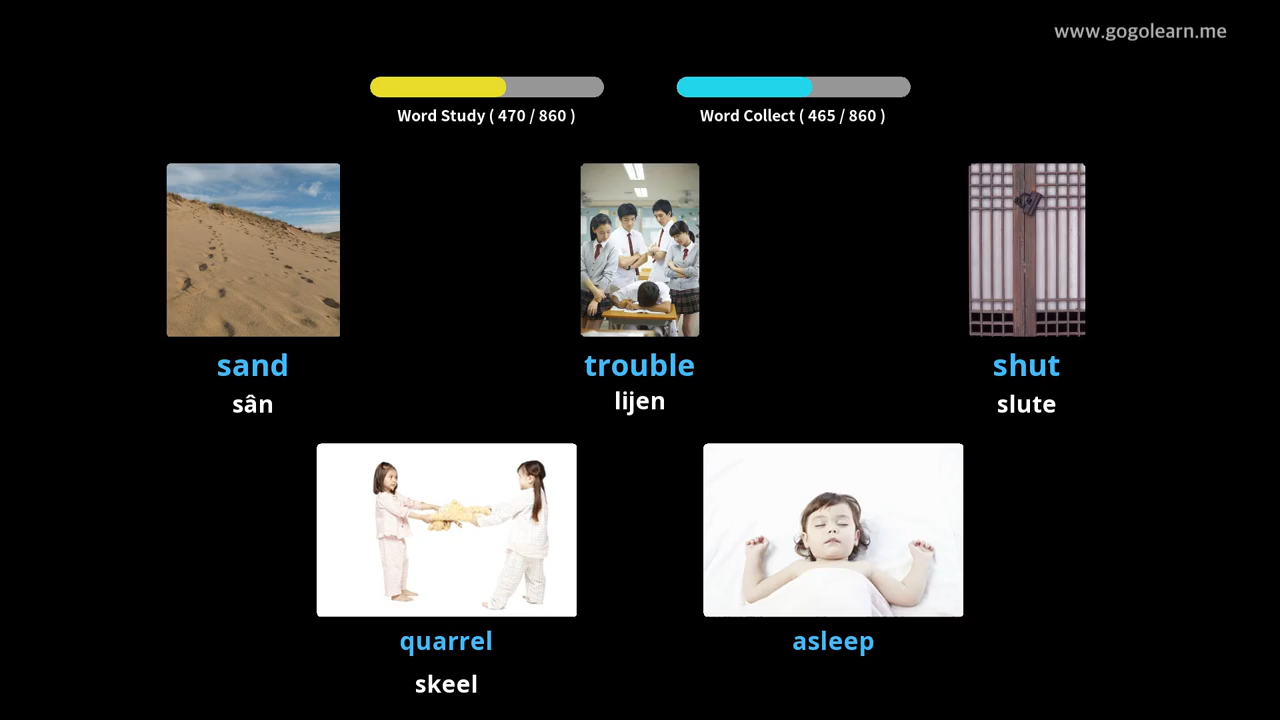 www.gogolearn.me
Word Study ( 470 / 860 )
Word Collect ( 465 / 860 )
sand
sân
trouble
lijen
shut
slute
quarrel
skeel
asleep